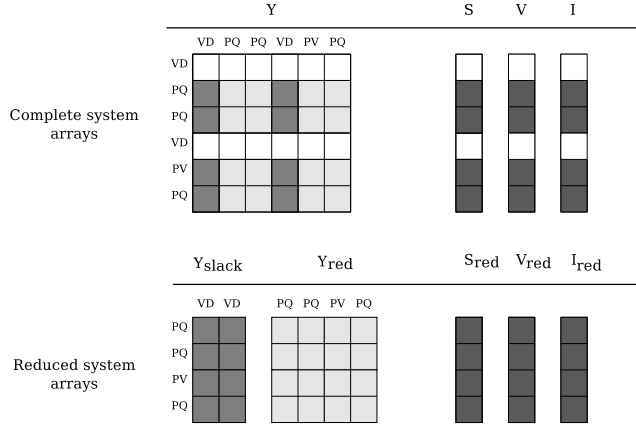 Y S V I
VD PQ PQ VD PV PQ
VD
PQ
Complete system
PQ
arrays
VD
PV
PQ
Yslack Yred Sred Vred Ired
VD VD PQ PQ PV PQ
PQ
PQ
Reduced system
PV
arrays
PQ